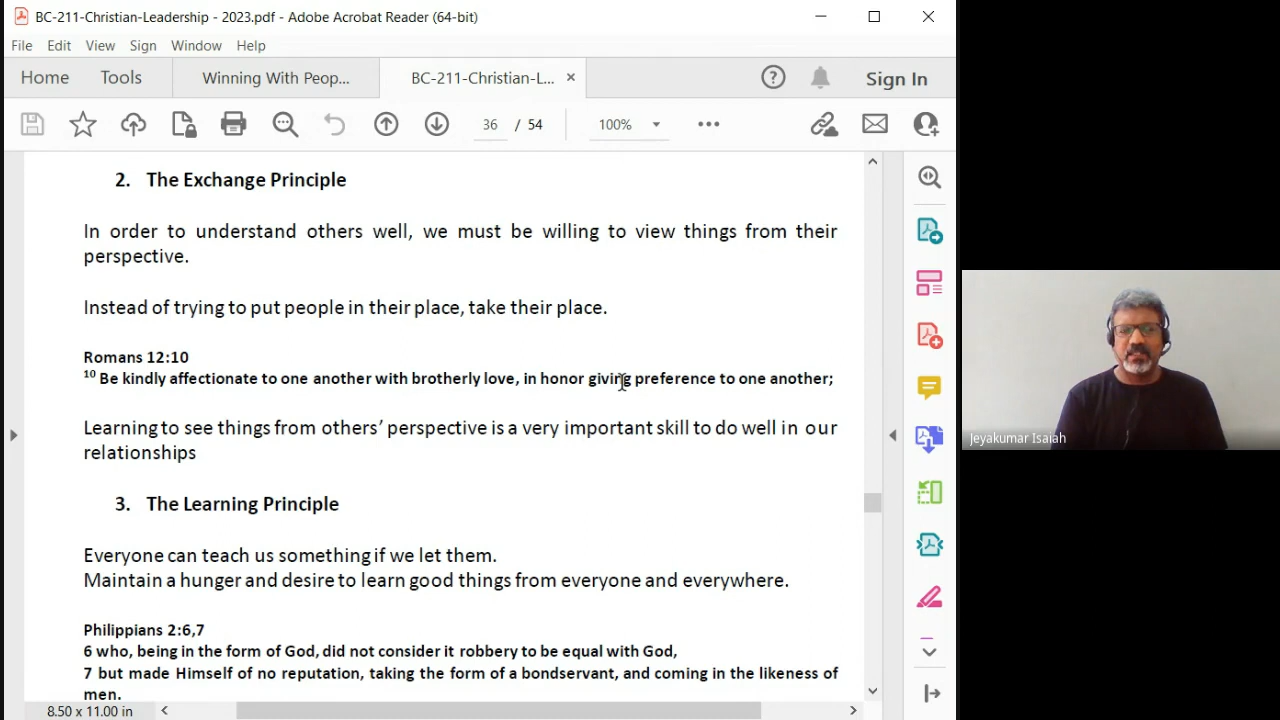 BC-211-Christian-Leadership - 2023.pdf - Adobe Acrobat Reader (64-bit)
File Edit View Sign Window Help
Home Tools Winning With Peop... BC-211-Christian-L... × Sign In
36 / 54 100%
2. The Exchange Principle
In order to understand others well, we must be willing to view things from their
perspective.
Instead of trying to put people in their place, take their place.
Romans 12:10
10 Be kindly affectionate to one another with brotherly love, in honor giving preference to one another;
Learning to see things from others’ perspective is a very important skill to do well in our
relationships
3. The Learning Principle
Everyone can teach us something if we let them.
Maintain a hunger and desire to learn good things from everyone and everywhere.
Philippians 2:6,7
6 who, being in the form of God, did not consider it robbery to be equal with God,
7 but made Himself of no reputation, taking the form of a bondservant, and coming in the likeness of
men.
8.50 x 11.00 in
Jeyakumar Isaiah